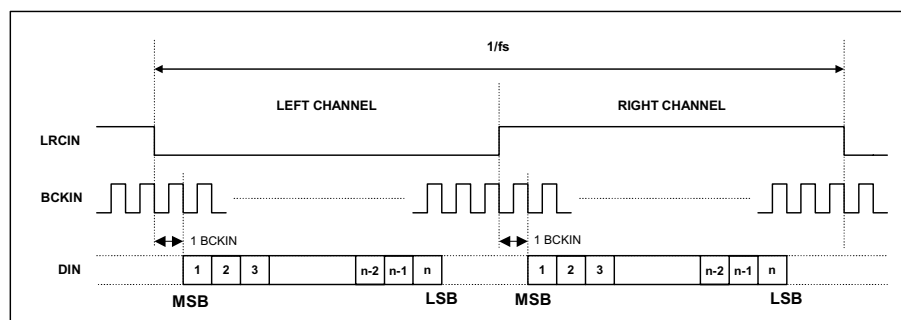 1/fs
LEFT CHANNEL RIGHT CHANNEL
LRCIN
BCKIN
1 BCKIN 1 BCKIN
DIN 1 2 3 n-2 n-1 n 1 2 3 n-2 n-1 n
MSB LSB MSB LSB